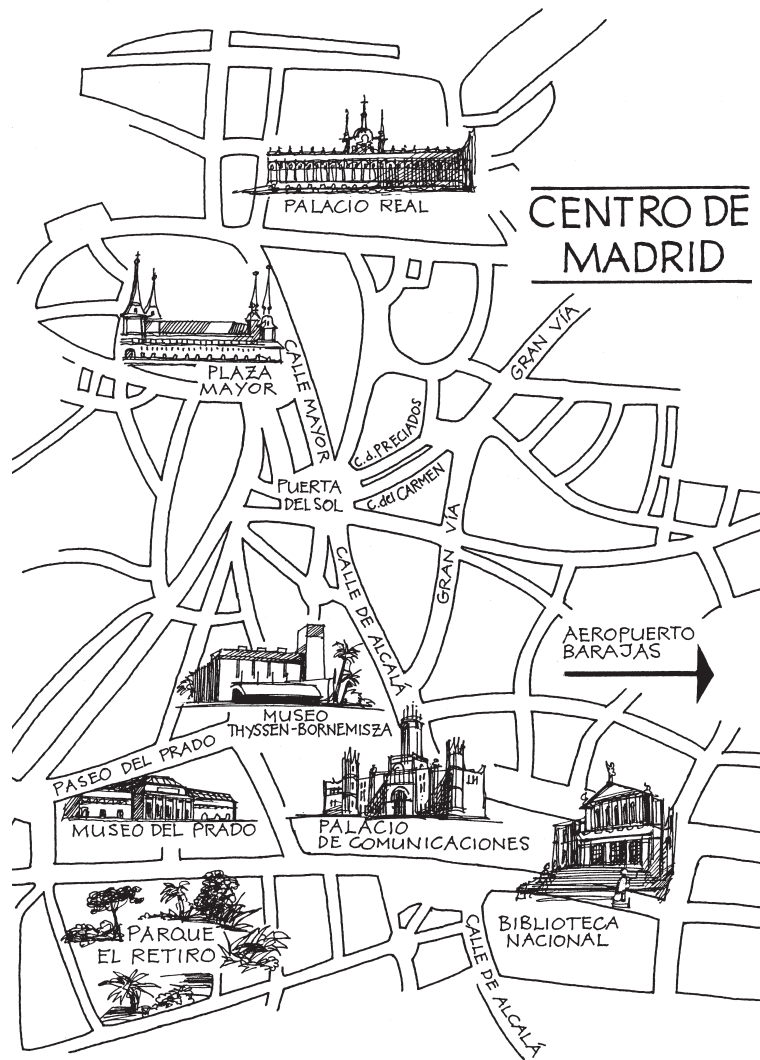 PALACIO REAL
CENTRO DE
MADRID
GRAN VÍA
PLAZA
MAYOR
CALLE MAYOR
C.d.PRECIADOS
C.del CARMEN
PUERTA
DEL SOL
GRAN VÍA
CALLE DE ALCALÁ
AEROPUERTO
BARAJAS
MUSEO
THYSSEN-BORNEMISZA
PASEO DEL PRADO
MUSEO DEL PRADO
PALACIO
DE COMUNICACIONES
BIBLIOTECA
NACIONAL
PARQUE
EL RETIRO
CALLE DE ALCALÁ